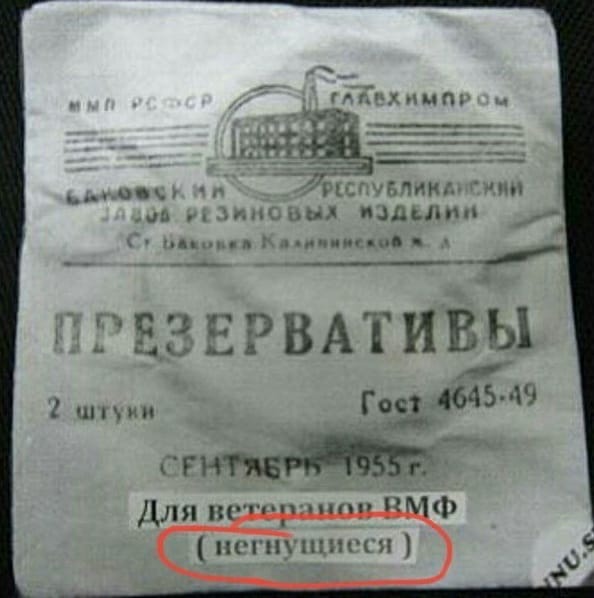 ММП РСФСР ГЛАВХИМПРОМ
БАКОВСКИЙ РЕСПУБЛИКАНСКИЙ
ЗАВОД РЕЗИНОВЫХ ИЗДЕЛИЙ
Ст Баковка Калининской ж. д
ПРЕЗЕРВАТИВЫ
2 штуки Гост 4645-49
СЕНТЯБРЬ 1955 г.
Для ветеранов ВМФ
( негнущиеся )